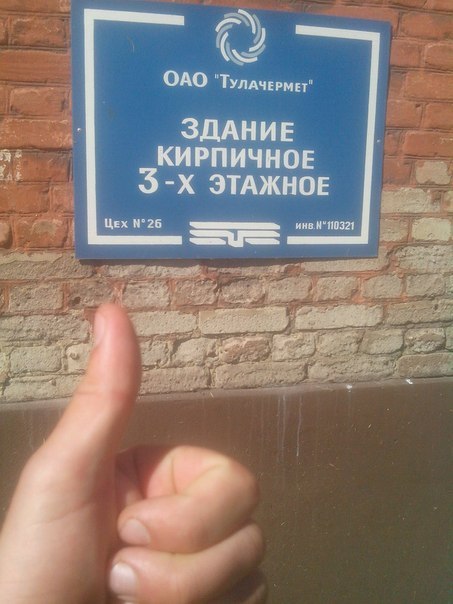 ОАО "Тулачермет"
ЗДАНИЕ
КИРПИЧНОЕ
3-Х ЭТАЖНОЕ
Цех №26 инв.№110321